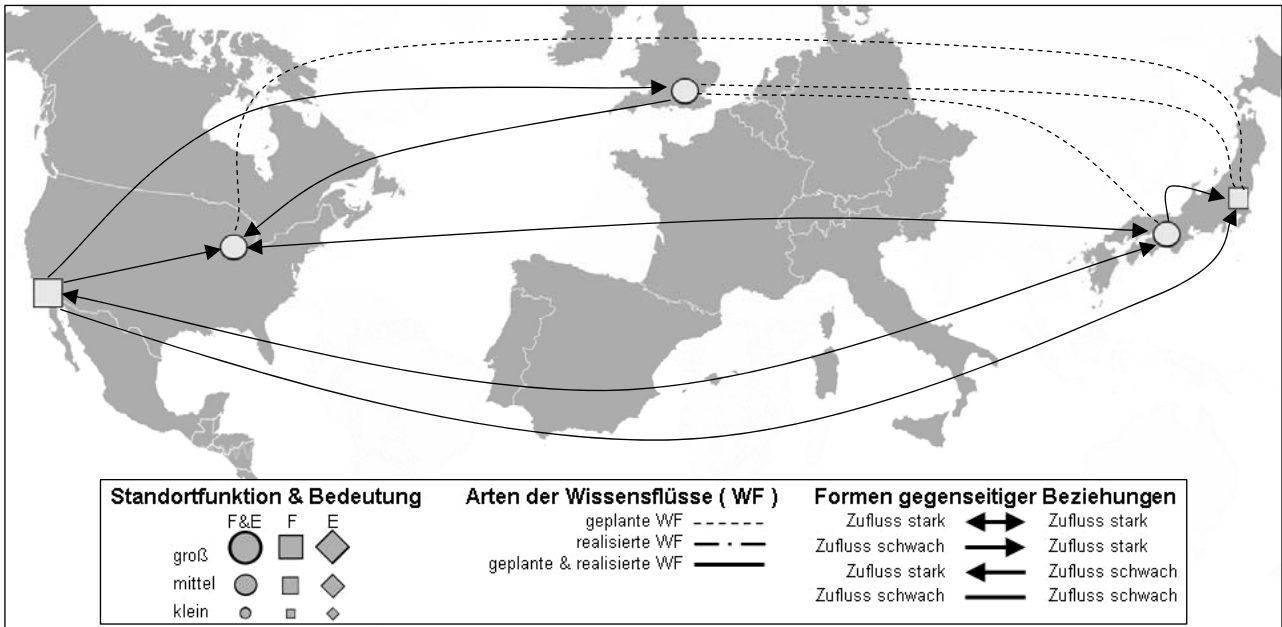 Standortfunktion & Bedeutung
F&E F E
groß
mittel
klein
Arten der Wissensflüsse ( WF )
geplante WF
realisierte WF
geplante & realisierte WF
Formen gegenseitiger Beziehungen
Zufluss stark Zufluss stark
Zufluss schwach Zufluss stark
Zufluss stark Zufluss schwach
Zufluss schwach Zufluss schwach